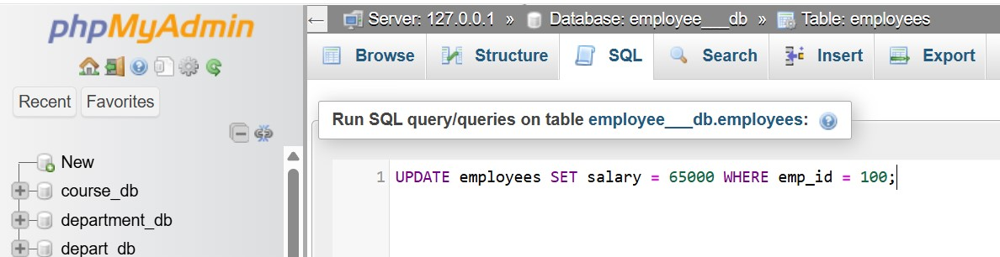 phpMyAdmin
Recent Favorites
New
course_db
department_db
depart_db
Server: 127.0.0.1 » Database: employee___db » Table: employees
Browse Structure SQL Search Insert Export
Run SQL query/queries on table employee___db.employees:
1 UPDATE employees SET salary = 65000 WHERE emp_id = 100;